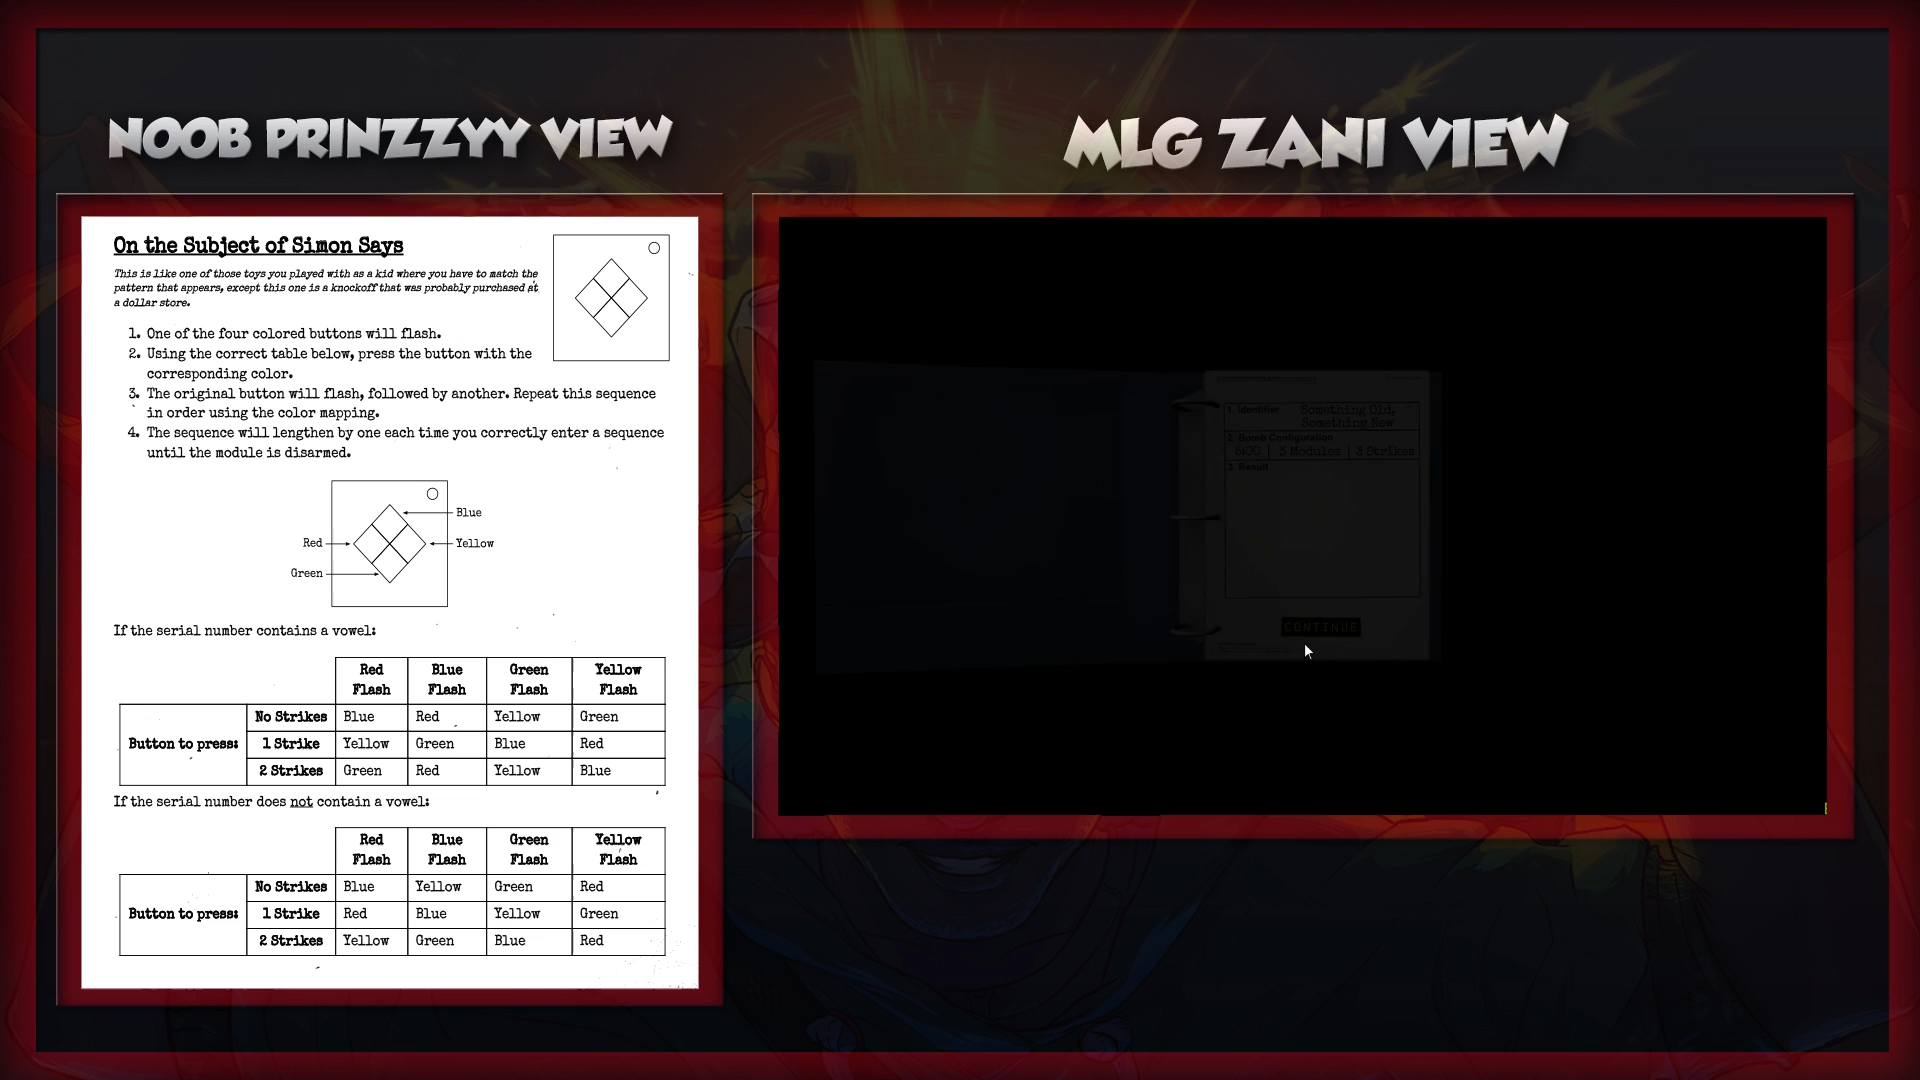 NOOB PRINZZYY VIEW
MLG ZANI VIEW
On the Subject of Simon Says
This is like one of those toys you played with as a kid where you have to match the
pattern that appears, except this one is a knockoff that was probably purchased at
a dollar store.
1. One of the four colored buttons will flash.
2. Using the correct table below, press the button with the
corresponding color.
3. The original button will flash, followed by another. Repeat this sequence
in order using the color mapping.
4. The sequence will lengthen by one each time you correctly enter a sequence
until the module is disarmed.
Blue
Red
Yellow
Green
If the serial number contains a vowel:
Red Flash Blue Flash Green Flash Yellow Flash
Button to press:
No Strikes Blue Red Yellow Green
1 Strike Yellow Green Blue Red
2 Strikes Green Red Yellow Blue
If the serial number does not contain a vowel:
Red Flash Blue Flash Green Flash Yellow Flash
Button to press:
No Strikes Blue Yellow Green Red
1 Strike Red Blue Yellow Green
2 Strikes Yellow Green Blue Red
1. Identifier Something Old,
Something New
2. Bomb Configuration
5:00 3 Modules 3 Strikes
3. Result
CONTINUE